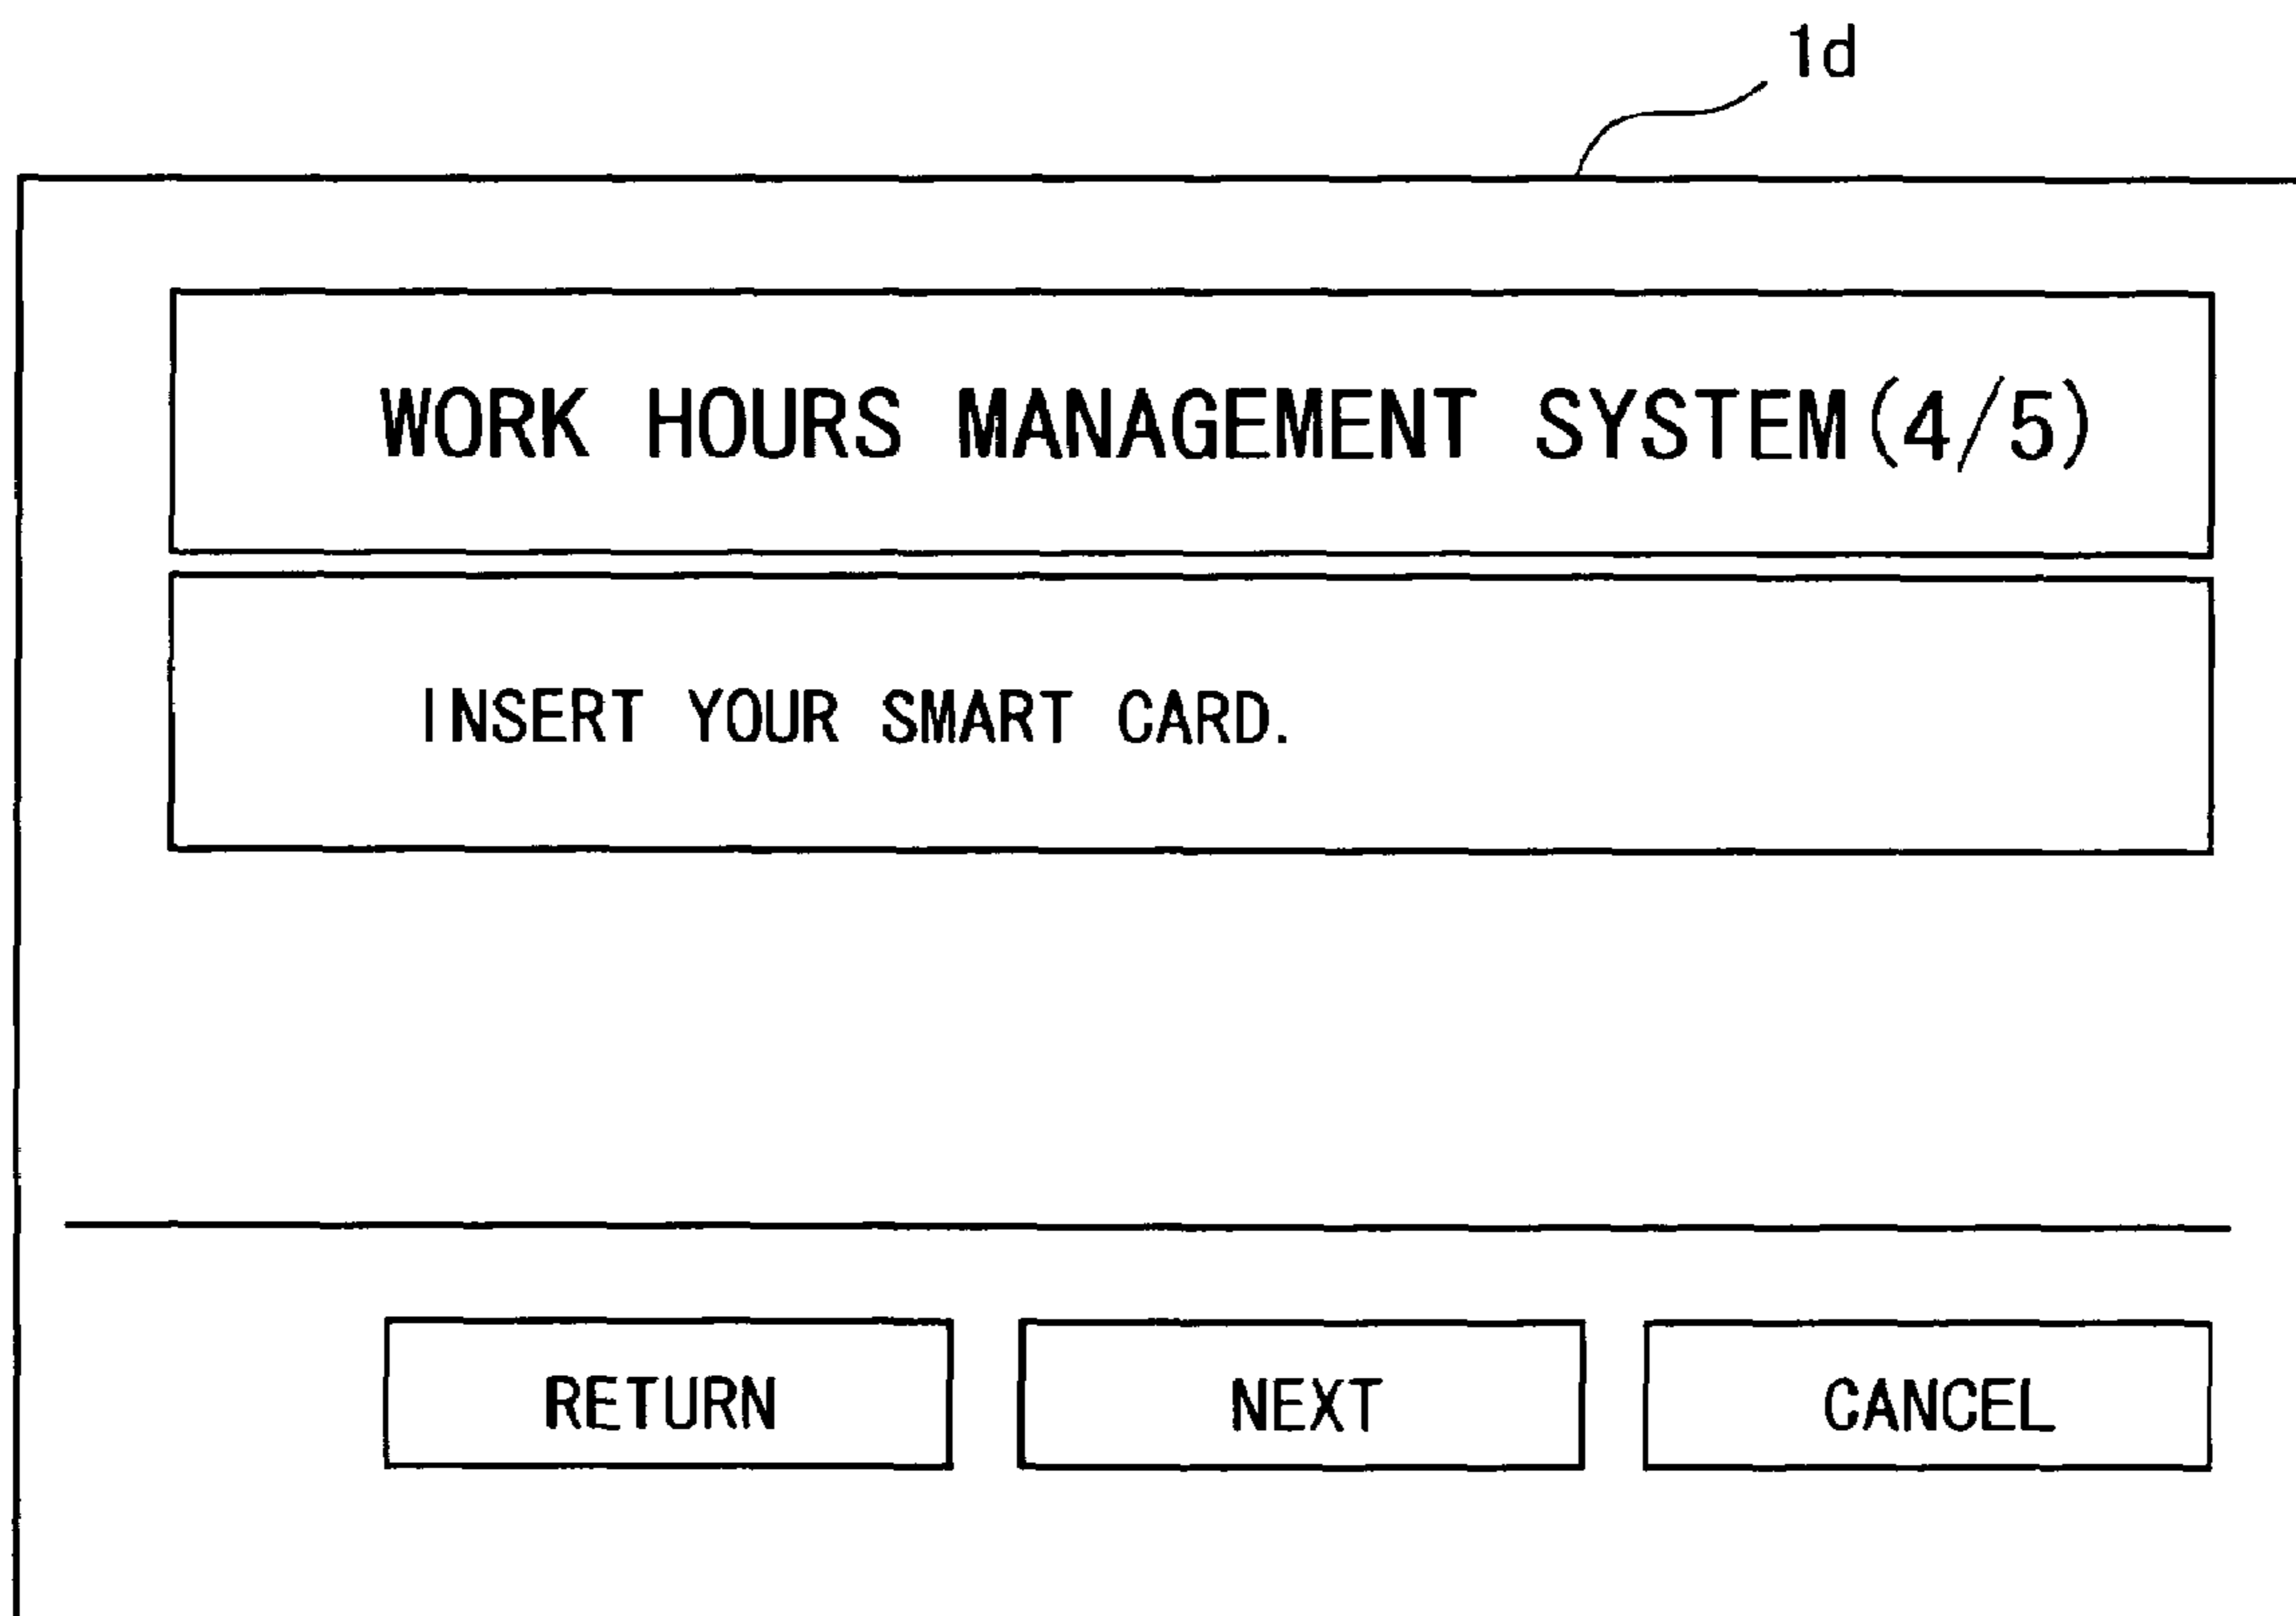 1d
WORK HOURS MANAGEMENT SYSTEM(4/5)
INSERT YOUR SMART CARD.
RETURN NEXT CANCEL